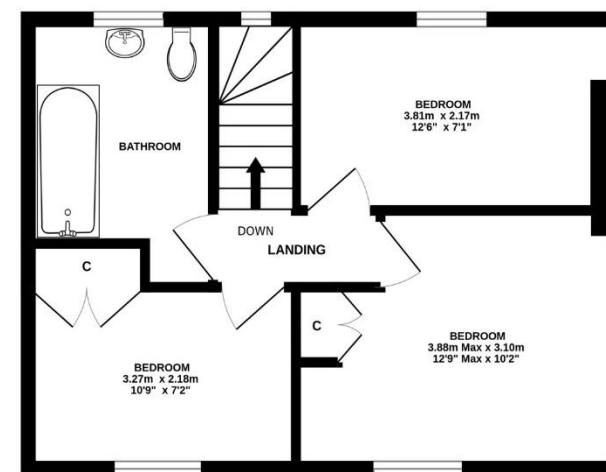 BEDROOM
3.81m x 2.17m
12'6" x 7'1"
BATHROOM
DOWN
LANDING
C
C
BEDROOM
3.88m Max x 3.10m
12'9" Max x 10'2"
BEDROOM
3.27m x 2.18m
10'9" x 7'2"